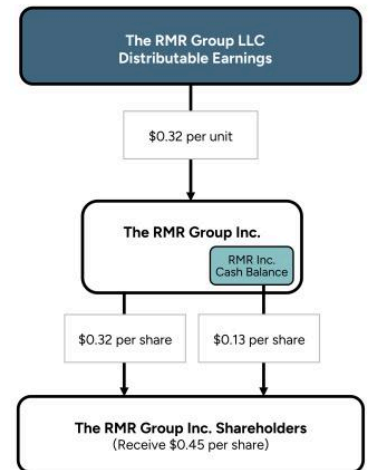 The RMR Group LLC
Distributable Earnings
$0.32 per unit
The RMR Group Inc.
RMR Inc.
Cash Balance
$0.32 per share
$0.13 per share
The RMR Group Inc. Shareholders
(Receive $0.45 per share)